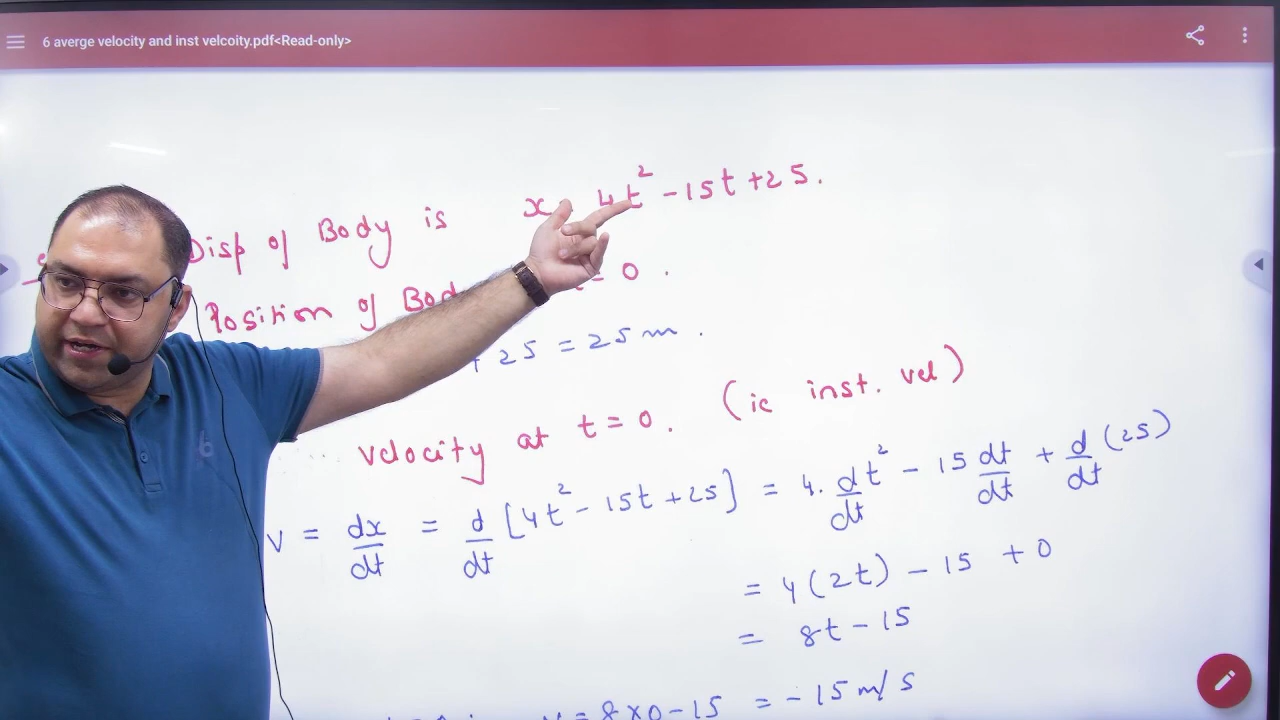 6 averge velocity and inst velcoity.pdf<Read-only>
Disp of Body is x 4t² -15t +25.
Position of Body = 0.
+ 25 = 25 m.
velocity at t = 0. (ie inst. vel)
v = dx/dt = d/dt [4t² - 15t +25] = 4. d/dt t² - 15 dt/dt + d/dt (25)
= 4(2t) - 15 + 0
= 8t - 15
v = 8×0-15 = -15 m/s